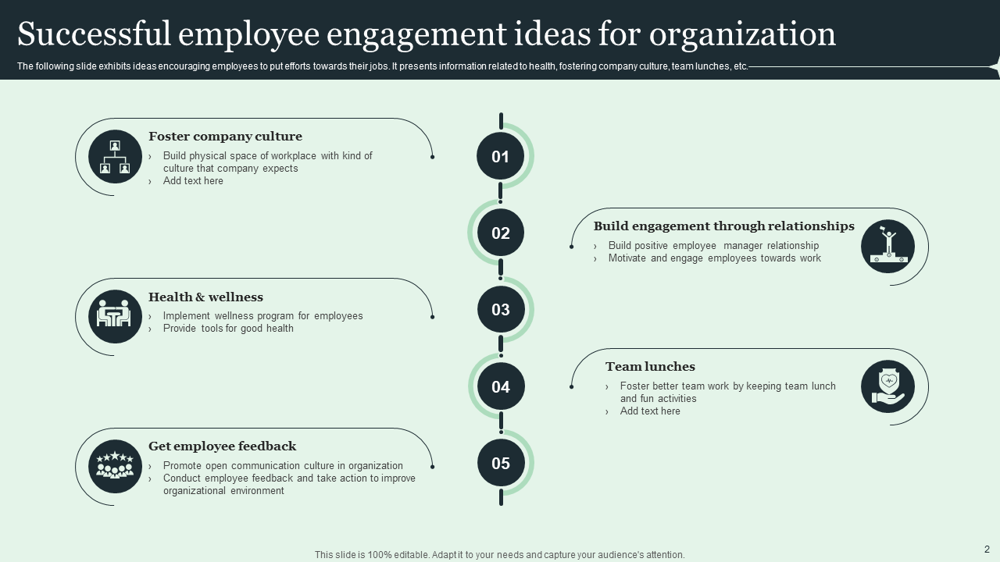 Successful employee engagement ideas for organization
The following slide exhibits ideas encouraging employees to put efforts towards their jobs. It presents information related to health, fostering company culture, team lunches, etc.
Foster company culture
› Build physical space of workplace with kind of
culture that company expects
› Add text here
01
02
Build engagement through relationships
› Build positive employee manager relationship
› Motivate and engage employees towards work
Health & wellness
› Implement wellness program for employees
› Provide tools for good health
03
04
Team lunches
› Foster better team work by keeping team lunch
and fun activities
› Add text here
Get employee feedback
› Promote open communication culture in organization
› Conduct employee feedback and take action to improve
organizational environment
05
This slide is 100% editable. Adapt it to your needs and capture your audience's attention.
2